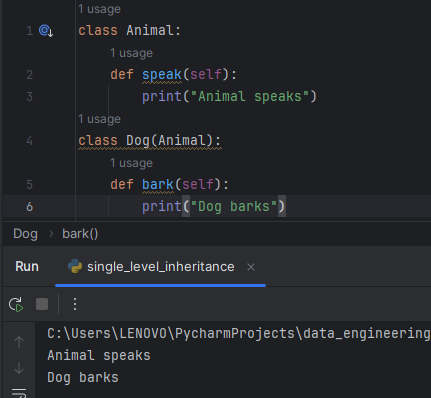 1 usage
1 class Animal:
1 usage
2 def speak(self):
3 print("Animal speaks")
1 usage
4 class Dog(Animal):
1 usage
5 def bark(self):
6 print("Dog barks")
Dog > bark()
Run single_level_inheritance ×
C:\Users\LENOVO\PycharmProjects\data_engineering
Animal speaks
Dog barks